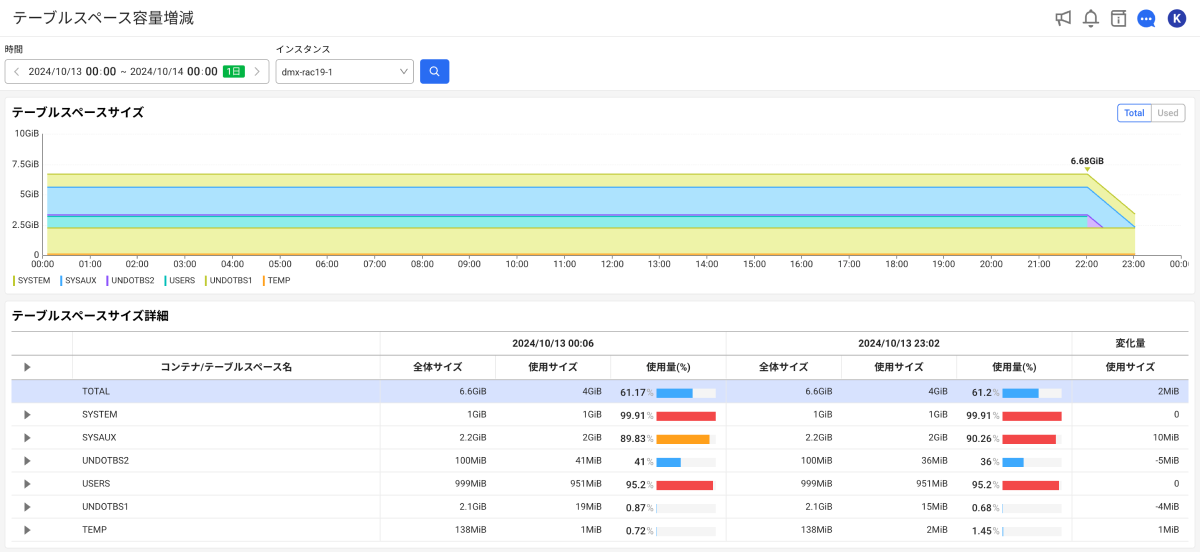 テーブルスペース容量増減
K
時間
インスタンス
2024/10/13 00:00 ~ 2024/10/14 00:00 1日
dmx-rac19-1
テーブルスペースサイズ
Total Used
10GiB
7.5GiB
5GiB
2.5GiB
0
6.68GiB
00:00 01:00 02:00 03:00 04:00 05:00 06:00 07:00 08:00 09:00 10:00 11:00 12:00 13:00 14:00 15:00 16:00 17:00 18:00 19:00 20:00 21:00 22:00 23:00 00:0
SYSTEM SYSAUX UNDOTBS2 USERS UNDOTBS1 TEMP
テーブルスペースサイズ詳細
2024/10/13 00:06 2024/10/13 23:02 変化量
コンテナ/テーブルスペース名 全体サイズ 使用サイズ 使用量(%) 全体サイズ 使用サイズ 使用量(%) 使用サイズ
TOTAL 6.6GiB 4GiB 61.17% 6.6GiB 4GiB 61.2% 2MiB
SYSTEM 1GiB 1GiB 99.91% 1GiB 1GiB 99.91% 0
SYSAUX 2.2GiB 2GiB 89.83% 2.2GiB 2GiB 90.26% 10MiB
UNDOTBS2 100MiB 41MiB 41% 100MiB 36MiB 36% -5MiB
USERS 999MiB 951MiB 95.2% 999MiB 951MiB 95.2% 0
UNDOTBS1 2.1GiB 19MiB 0.87% 2.1GiB 15MiB 0.68% -4MiB
TEMP 138MiB 1MiB 0.72% 138MiB 2MiB 1.45% 1MiB